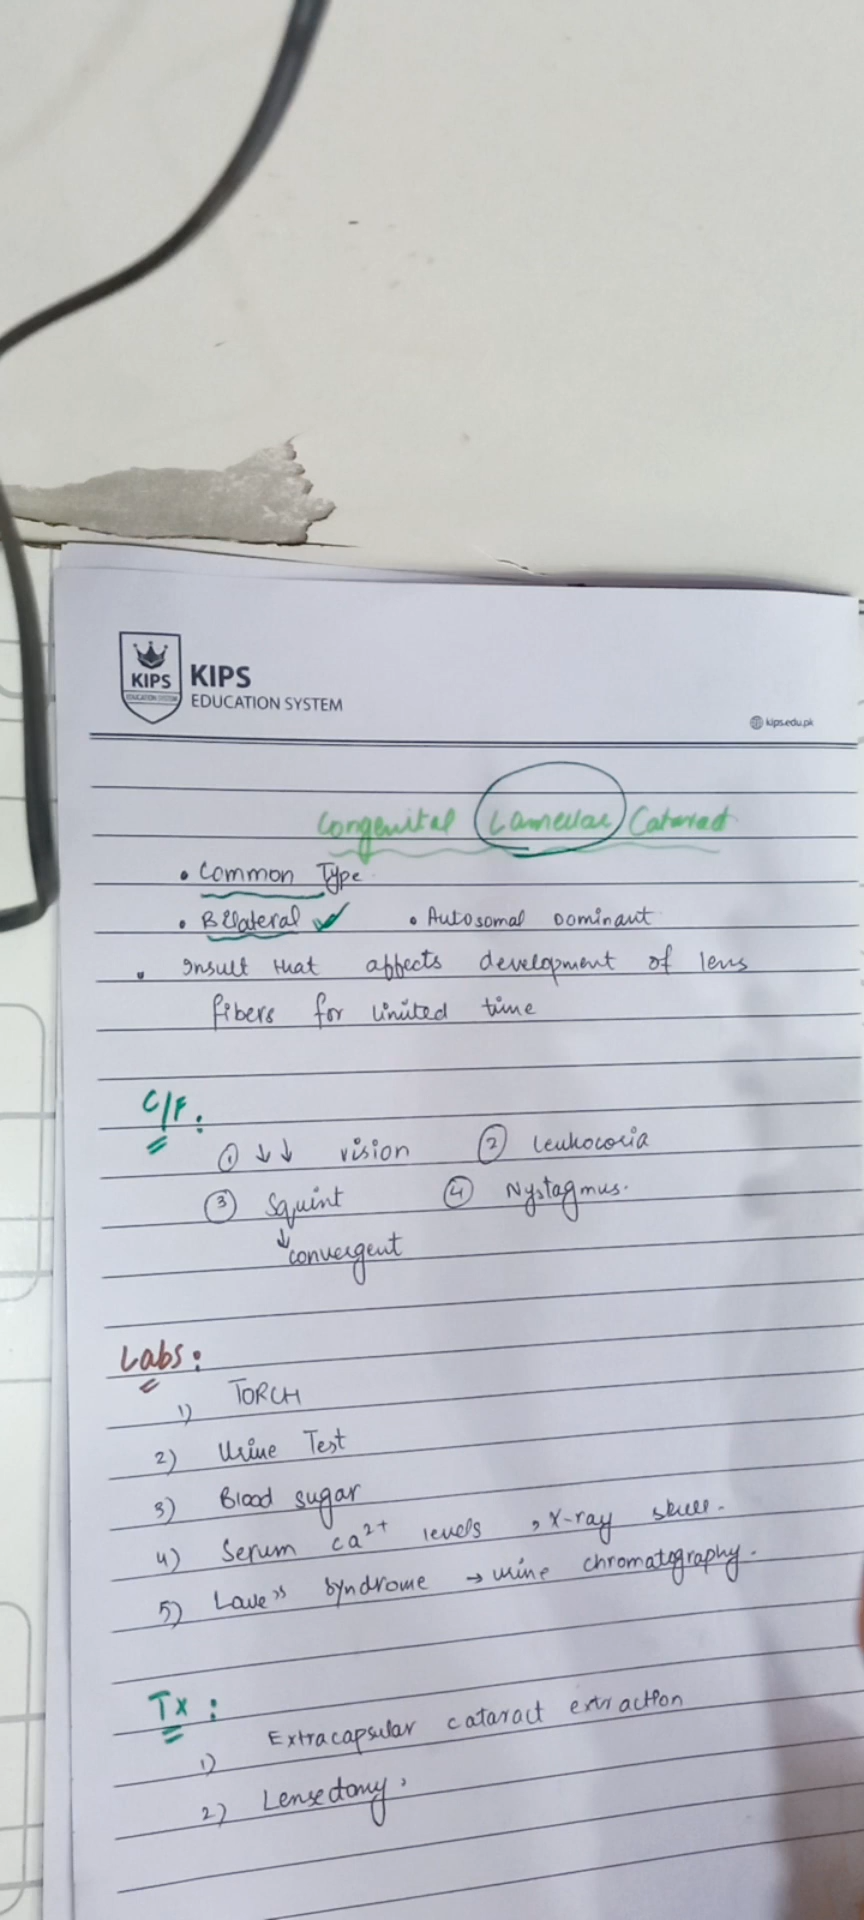 KIPS
EDUCATION SYSTEM
KIPS
EDUCATION SYSTEM
kips.edu.pk
Congenital Lamellar Cataract
• Common Type
• Bilateral ✓ • Autosomal Dominant
• Insult that affects development of lens
fibers for limited time
C/F:
① ↓↓ vision ② leukocoria
③ Squint ④ Nystagmus.
↓
convergent
Labs:
1) TORCH
2) Urine Test
3) Blood sugar
4) Serum ca²⁺ levels , X-ray skull.
5) Lowe's syndrome → urine chromatography.
Tx:
1) Extracapsular cataract extraction
2) Lensectomy.